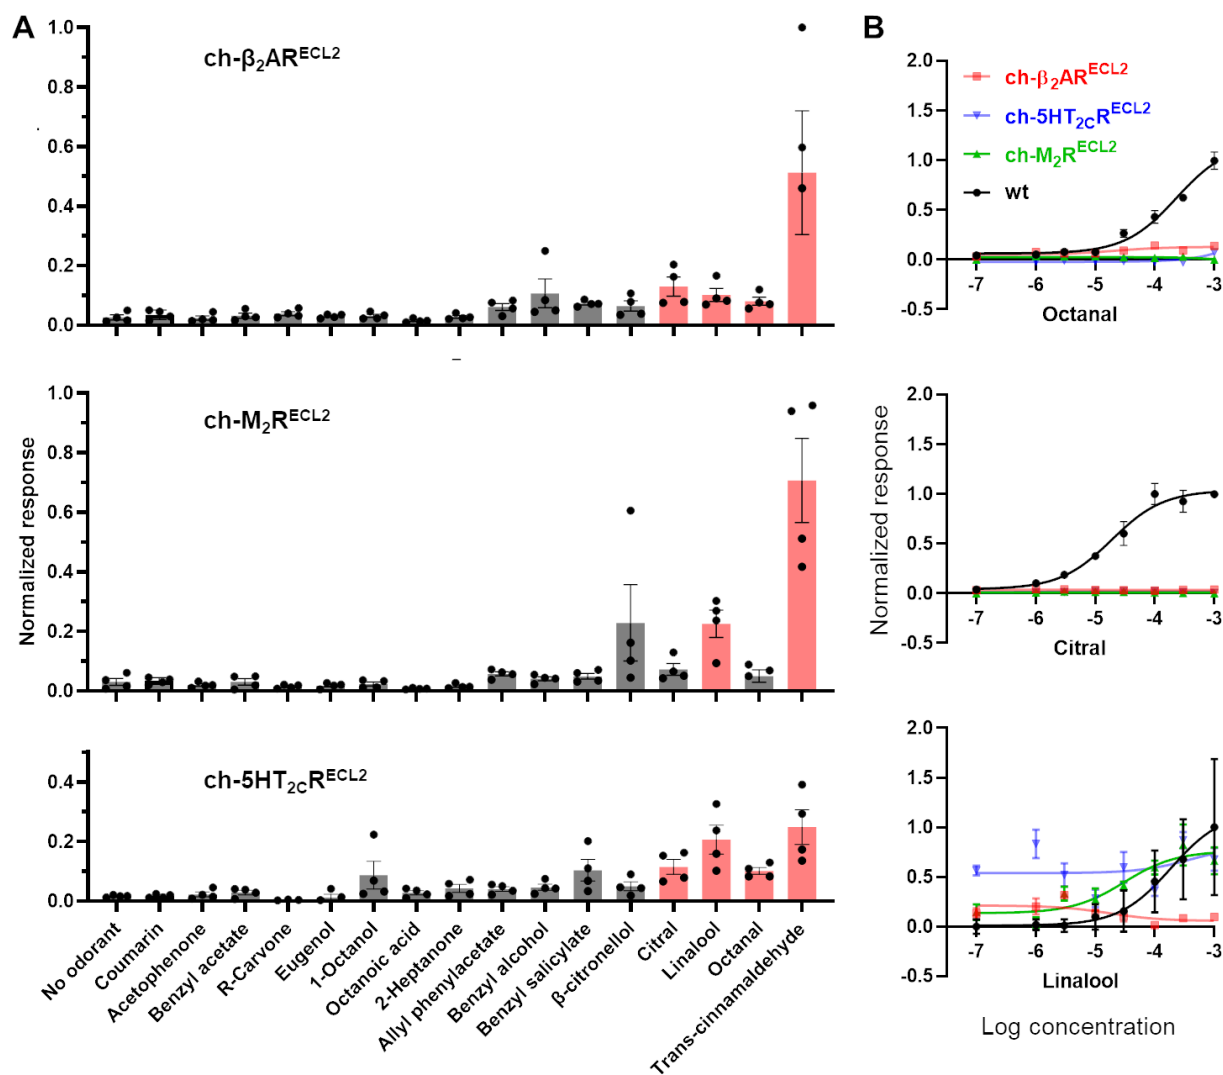 A
1.0
0.8
0.6
0.4
0.2
0.0
ch-β₂ARᴱᶜᴸ²
1.0
0.8
0.6
0.4
0.2
0.0
ch-M₂Rᴱᶜᴸ²
Normalized response
0.4
0.2
0.0
ch-5HT₂CRᴱᶜᴸ²
No odorant
Coumarin
Acetophenone
Benzyl acetate
R-Carvone
Eugenol
1-Octanol
Octanoic acid
2-Heptanone
Allyl phenylacetate
Benzyl alcohol
Benzyl salicylate
β-citronellol
Citral
Linalool
Octanal
Trans-cinnamaldehyde
B
2.0
1.5
1.0
0.5
0.0
-0.5
ch-β₂ARᴱᶜᴸ²
ch-5HT₂CRᴱᶜᴸ²
ch-M₂Rᴱᶜᴸ²
wt
-7 -6 -5 -4 -3
Octanal
2.0
1.5
1.0
0.5
0.0
-0.5
-7 -6 -5 -4 -3
Citral
Normalized response
2.0
1.5
1.0
0.5
0.0
-0.5
-7 -6 -5 -4 -3
Linalool
Log concentration